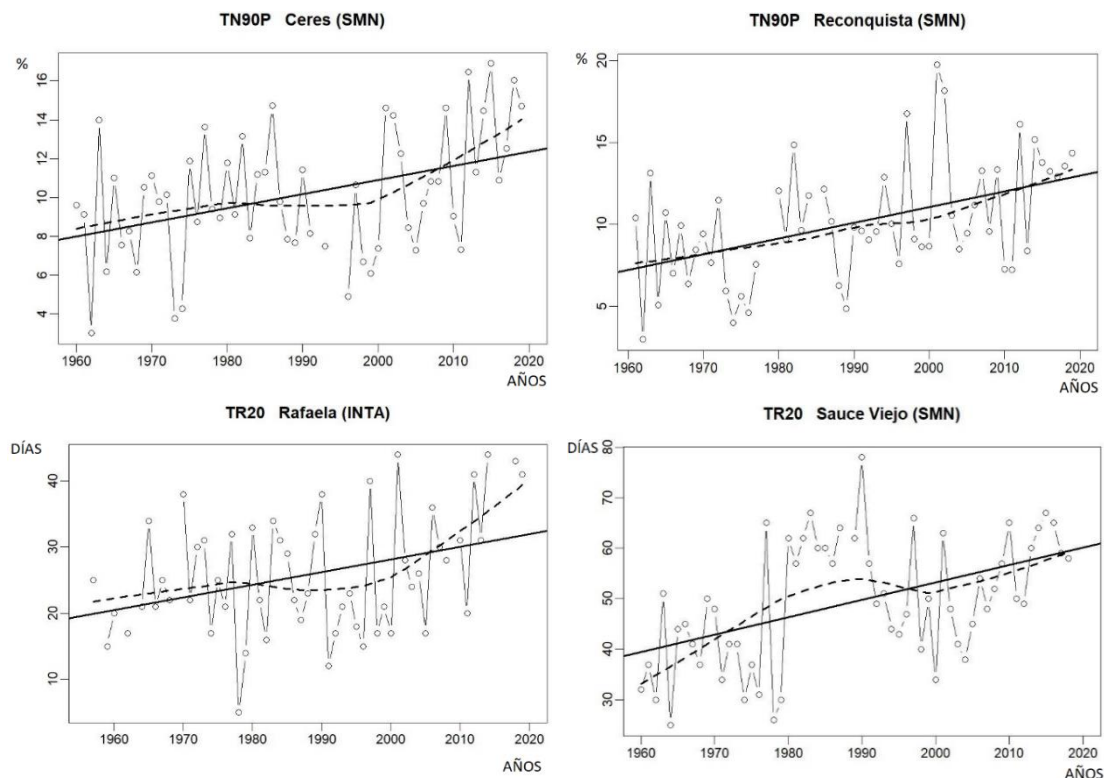 TN90P Ceres (SMN)
%
16
14
12
10
8
6
4
1960 1970 1980 1990 2000 2010 2020
AÑOS
TN90P Reconquista (SMN)
%
20
15
10
5
1960 1970 1980 1990 2000 2010 2020
AÑOS
TR20 Rafaela (INTA)
DÍAS
40
30
20
10
1960 1970 1980 1990 2000 2010 2020
AÑOS
TR20 Sauce Viejo (SMN)
DÍAS
80
70
60
50
40
30
1960 1970 1980 1990 2000 2010 2020
AÑOS